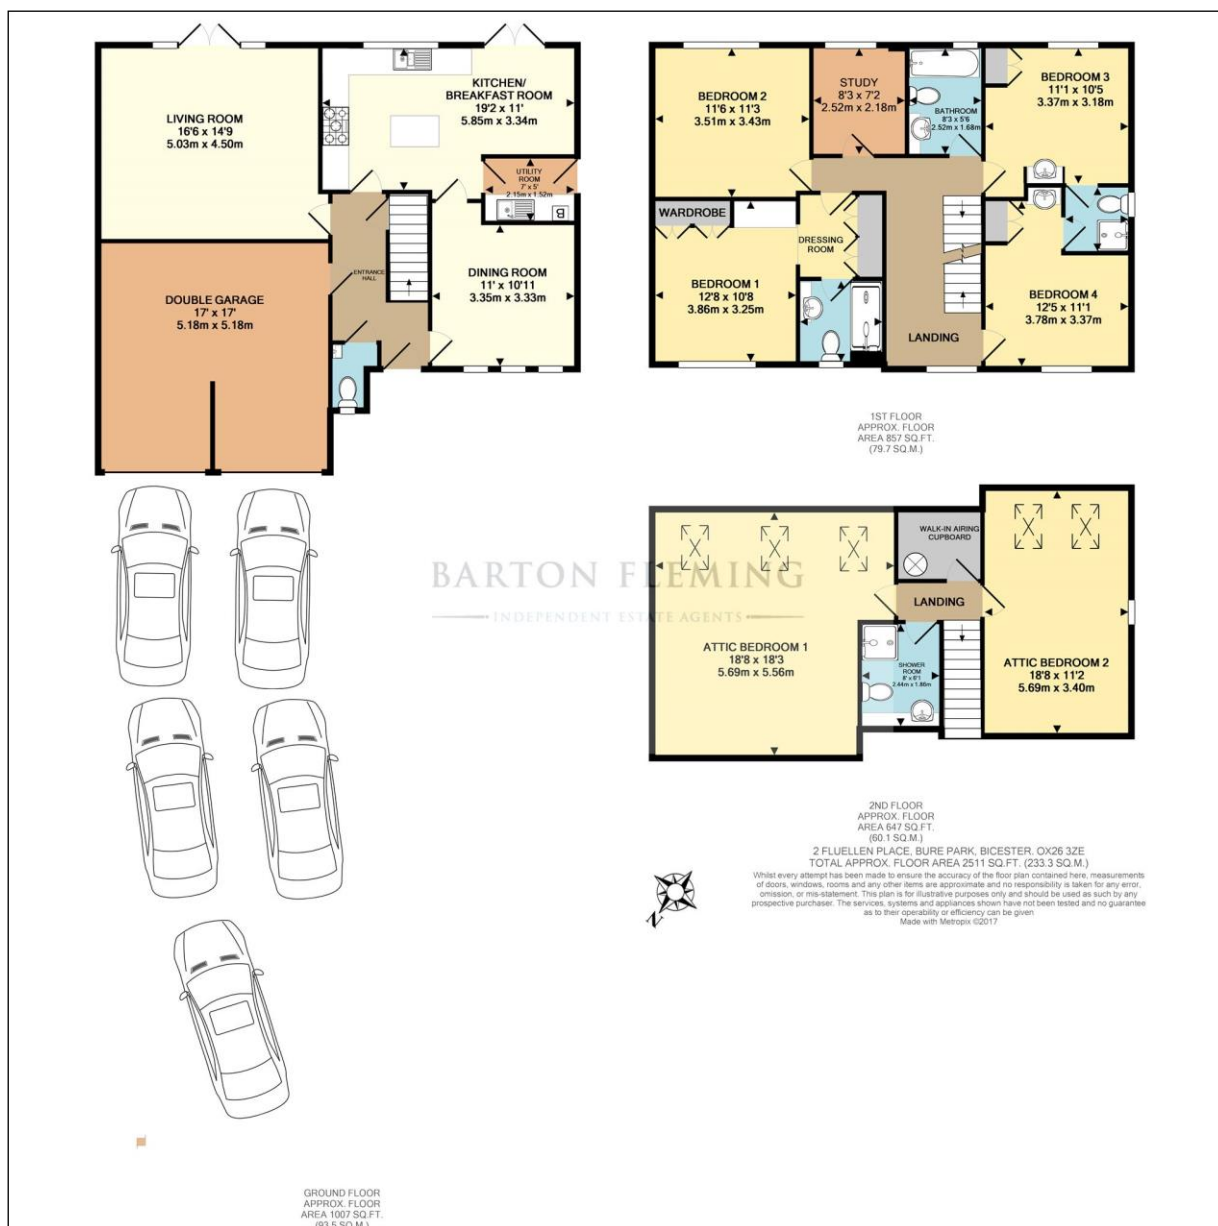 LIVING ROOM
16'6 x 14'9
5.03m x 4.50m
KITCHEN/
BREAKFAST ROOM
19'2 x 11'
5.85m x 3.34m
UTILITY
ROOM
7' x 5'
2.15m x 1.52m
B
ENTRANCE
HALL
DINING ROOM
11' x 10'11
3.35m x 3.33m
DOUBLE GARAGE
17' x 17'
5.18m x 5.18m
BEDROOM 2
11'6 x 11'3
3.51m x 3.43m
STUDY
8'3 x 7'2
2.52m x 2.18m
BATHROOM
8'3 x 5'6
2.52m x 1.68m
BEDROOM 3
11'1 x 10'5
3.37m x 3.18m
WARDROBE
DRESSING
ROOM
BEDROOM 1
12'8 x 10'8
3.86m x 3.25m
LANDING
BEDROOM 4
12'5 x 11'1
3.78m x 3.37m
1ST FLOOR
APPROX. FLOOR
AREA 857 SQ.FT.
(79.7 SQ.M.)
WALK-IN AIRING
CUPBOARD
BARTON FLEMING
INDEPENDENT ESTATE AGENTS
LANDING
ATTIC BEDROOM 1
18'8 x 18'3
5.69m x 5.56m
SHOWER
ROOM
8' x 6'1
2.44m x 1.86m
ATTIC BEDROOM 2
18'8 x 11'2
5.69m x 3.40m
2ND FLOOR
APPROX. FLOOR
AREA 647 SQ.FT.
(60.1 SQ.M.)
2 FLUELLEN PLACE, BURE PARK, BICESTER. OX26 3ZE
TOTAL APPROX. FLOOR AREA 2511 SQ.FT. (233.3 SQ.M.)
Whilst every attempt has been made to ensure the accuracy of the floor plan contained here, measurements
of doors, windows, rooms and any other items are approximate and no responsibility is taken for any error,
omission, or mis-statement. This plan is for illustrative purposes only and should be used as such by any
prospective purchaser. The services, systems and appliances shown have not been tested and no guarantee
as to their operability or efficiency can be given
Made with Metropix ©2017
N
GROUND FLOOR
APPROX. FLOOR
AREA 1007 SQ.FT.
(93.5 SQ.M.)